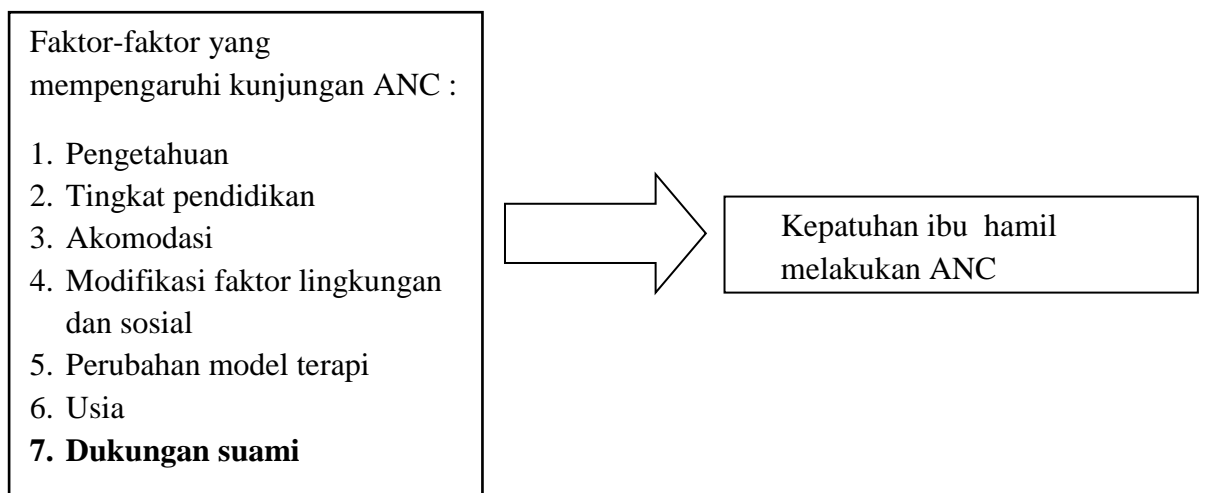 Faktor-faktor yang
mempengaruhi kunjungan ANC :
1. Pengetahuan
2. Tingkat pendidikan
3. Akomodasi
4. Modifikasi faktor lingkungan
dan sosial
5. Perubahan model terapi
6. Usia
7. Dukungan suami
Kepatuhan ibu hamil
melakukan ANC